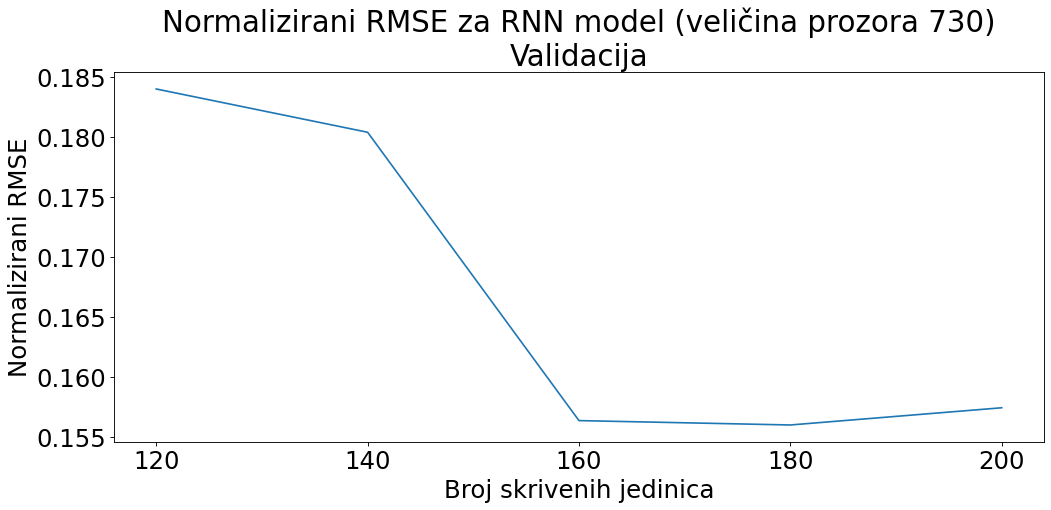 Normalizirani RMSE za RNN model (veličina prozora 730)
Validacija
0.185
0.180
0.175
0.170
0.165
0.160
0.155
Normalizirani RMSE
120 140 160 180 200
Broj skrivenih jedinica